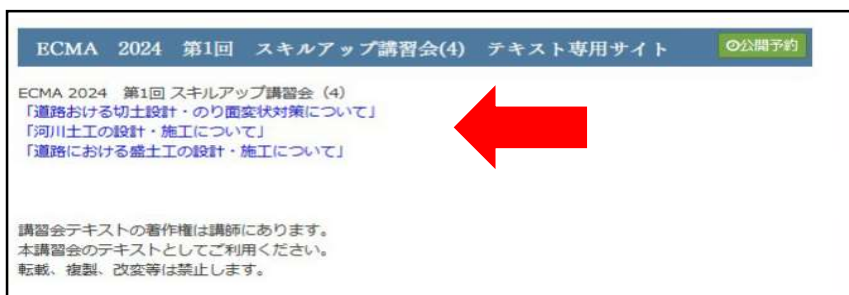 ECMA 2024 第1回 スキルアップ講習会(4) テキスト専用サイト
公開予約
ECMA 2024 第1回 スキルアップ講習会（4）
「道路おける切土設計・のり面変状対策について」
「河川土工の設計・施工について」
「道路における盛土工の設計・施工について」
講習会テキストの著作権は講師にあります。
本講習会のテキストとしてご利用ください。
転載、複製、改変等は禁止します。